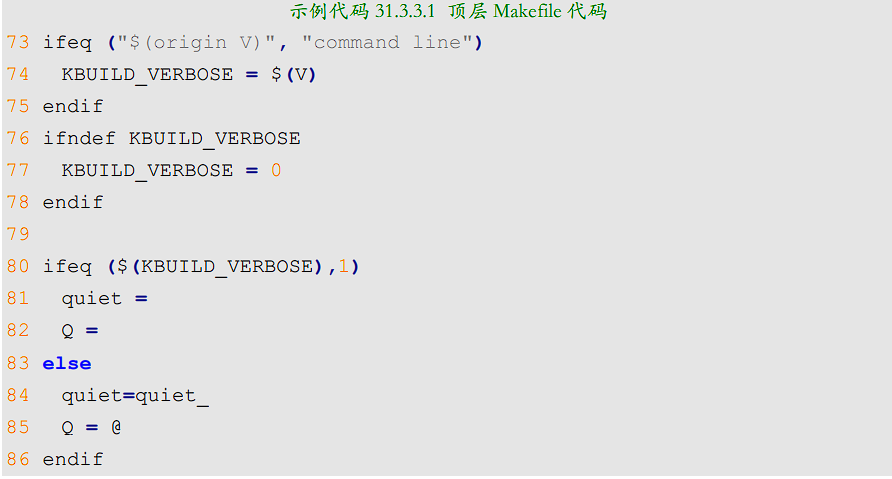 示例代码 31.3.3.1 顶层 Makefile 代码
73 ifeq ("$(origin V)", "command line")
74   KBUILD_VERBOSE = $(V)
75 endif
76 ifndef KBUILD_VERBOSE
77   KBUILD_VERBOSE = 0
78 endif
79
80 ifeq ($(KBUILD_VERBOSE),1)
81   quiet =
82   Q =
83 else
84   quiet=quiet_
85   Q = @
86 endif